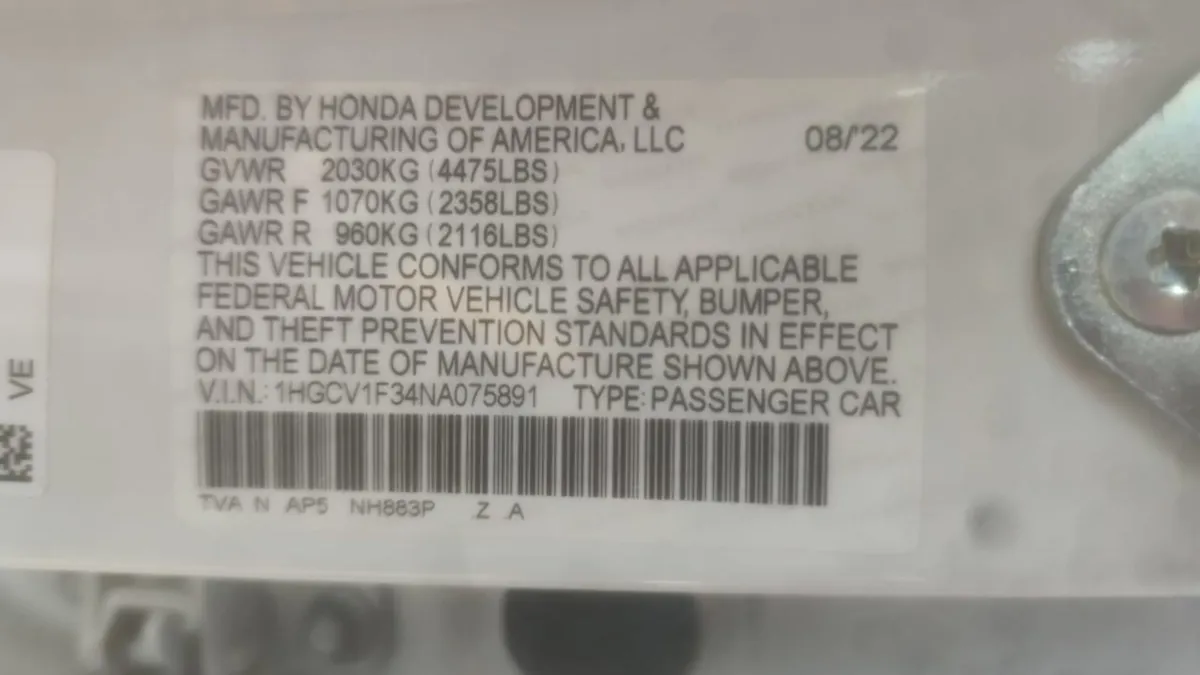 MFD. BY HONDA DEVELOPMENT &
MANUFACTURING OF AMERICA, LLC 08/'22
GVWR 2030KG (4475LBS)
GAWR F 1070KG (2358LBS)
GAWR R 960KG (2116LBS)
THIS VEHICLE CONFORMS TO ALL APPLICABLE
FEDERAL MOTOR VEHICLE SAFETY, BUMPER,
AND THEFT PREVENTION STANDARDS IN EFFECT
ON THE DATE OF MANUFACTURE SHOWN ABOVE.
V.I.N.: 1HGCV1F34NA075891 TYPE: PASSENGER CAR
TVA N AP5 NH883P Z A
VE